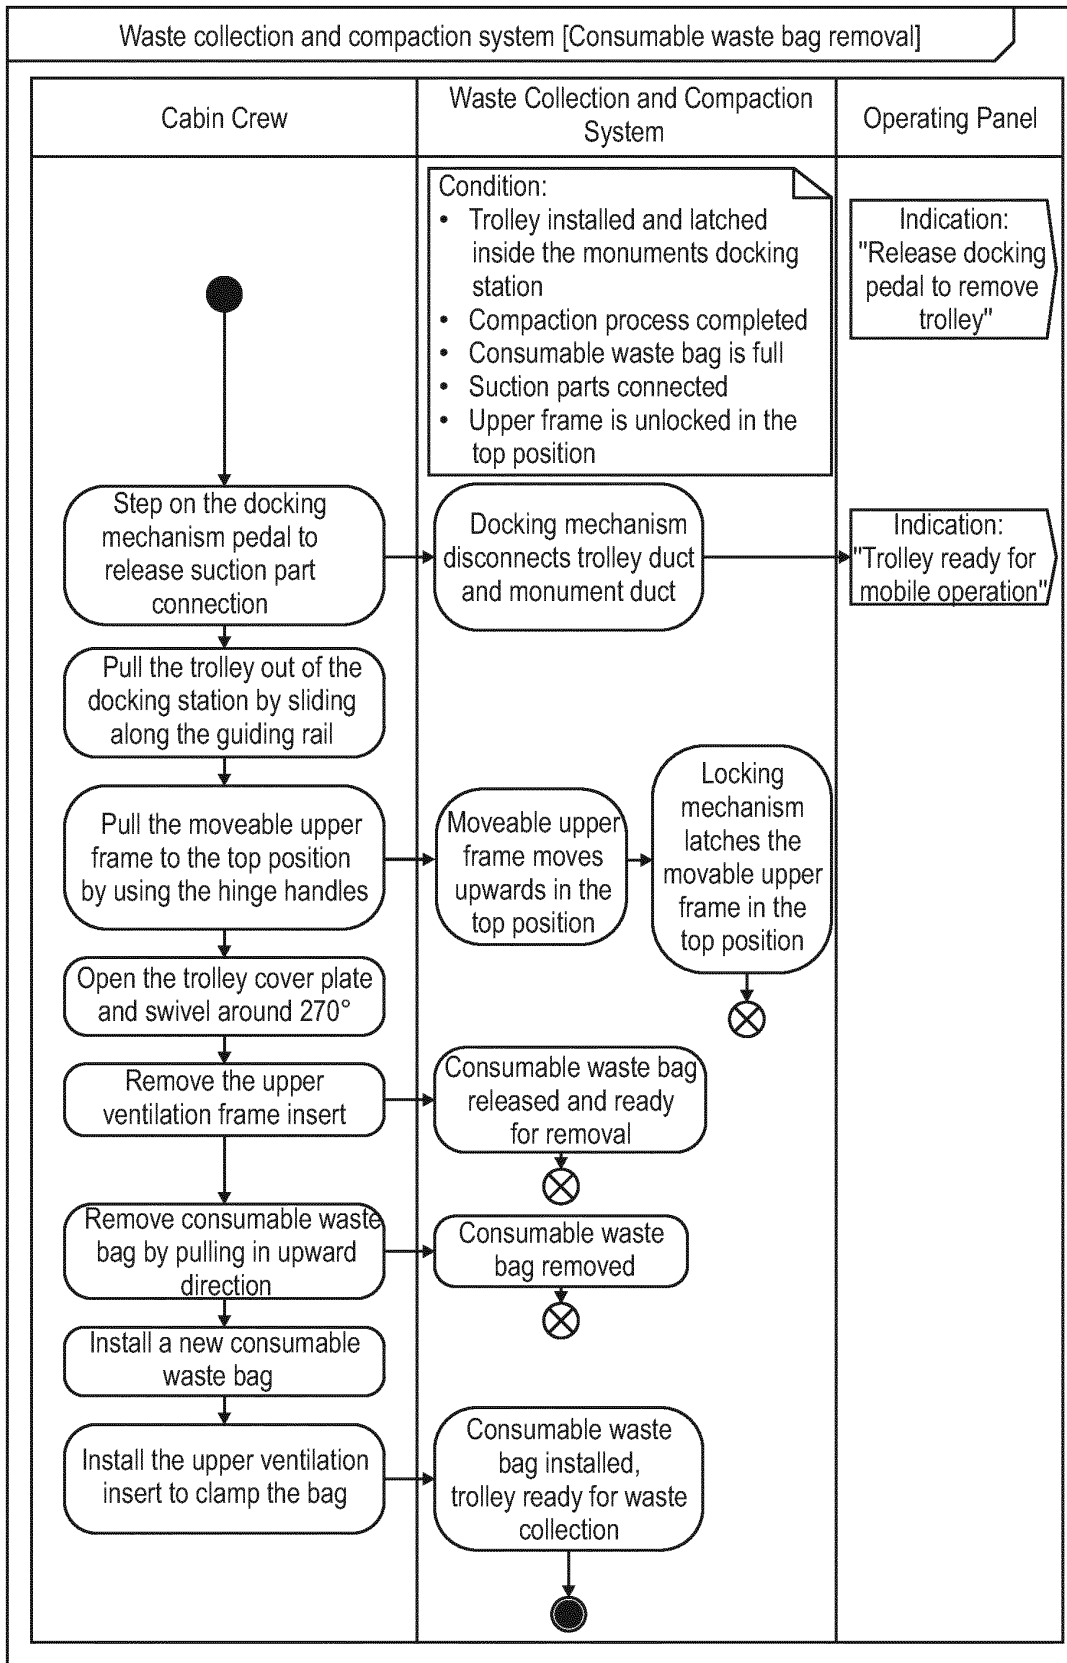 Waste collection and compaction system [Consumable waste bag removal]
Cabin Crew
Waste Collection and Compaction
System
Operating Panel
Condition:
• Trolley installed and latched
inside the monuments docking
station
• Compaction process completed
• Consumable waste bag is full
• Suction parts connected
• Upper frame is unlocked in the
top position
Indication:
"Release docking
pedal to remove
trolley"
Step on the docking
mechanism pedal to
release suction part
connection
Docking mechanism
disconnects trolley duct
and monument duct
Indication:
"Trolley ready for
mobile operation"
Pull the trolley out of the
docking station by sliding
along the guiding rail
Pull the moveable upper
frame to the top position
by using the hinge handles
Moveable upper
frame moves
upwards in the
top position
Locking
mechanism
latches the
movable upper
frame in the
top position
Open the trolley cover plate
and swivel around 270°
Remove the upper
ventilation frame insert
Consumable waste bag
released and ready
for removal
Remove consumable waste
bag by pulling in upward
direction
Consumable waste
bag removed
Install a new consumable
waste bag
Install the upper ventilation
insert to clamp the bag
Consumable waste
bag installed,
trolley ready for waste
collection